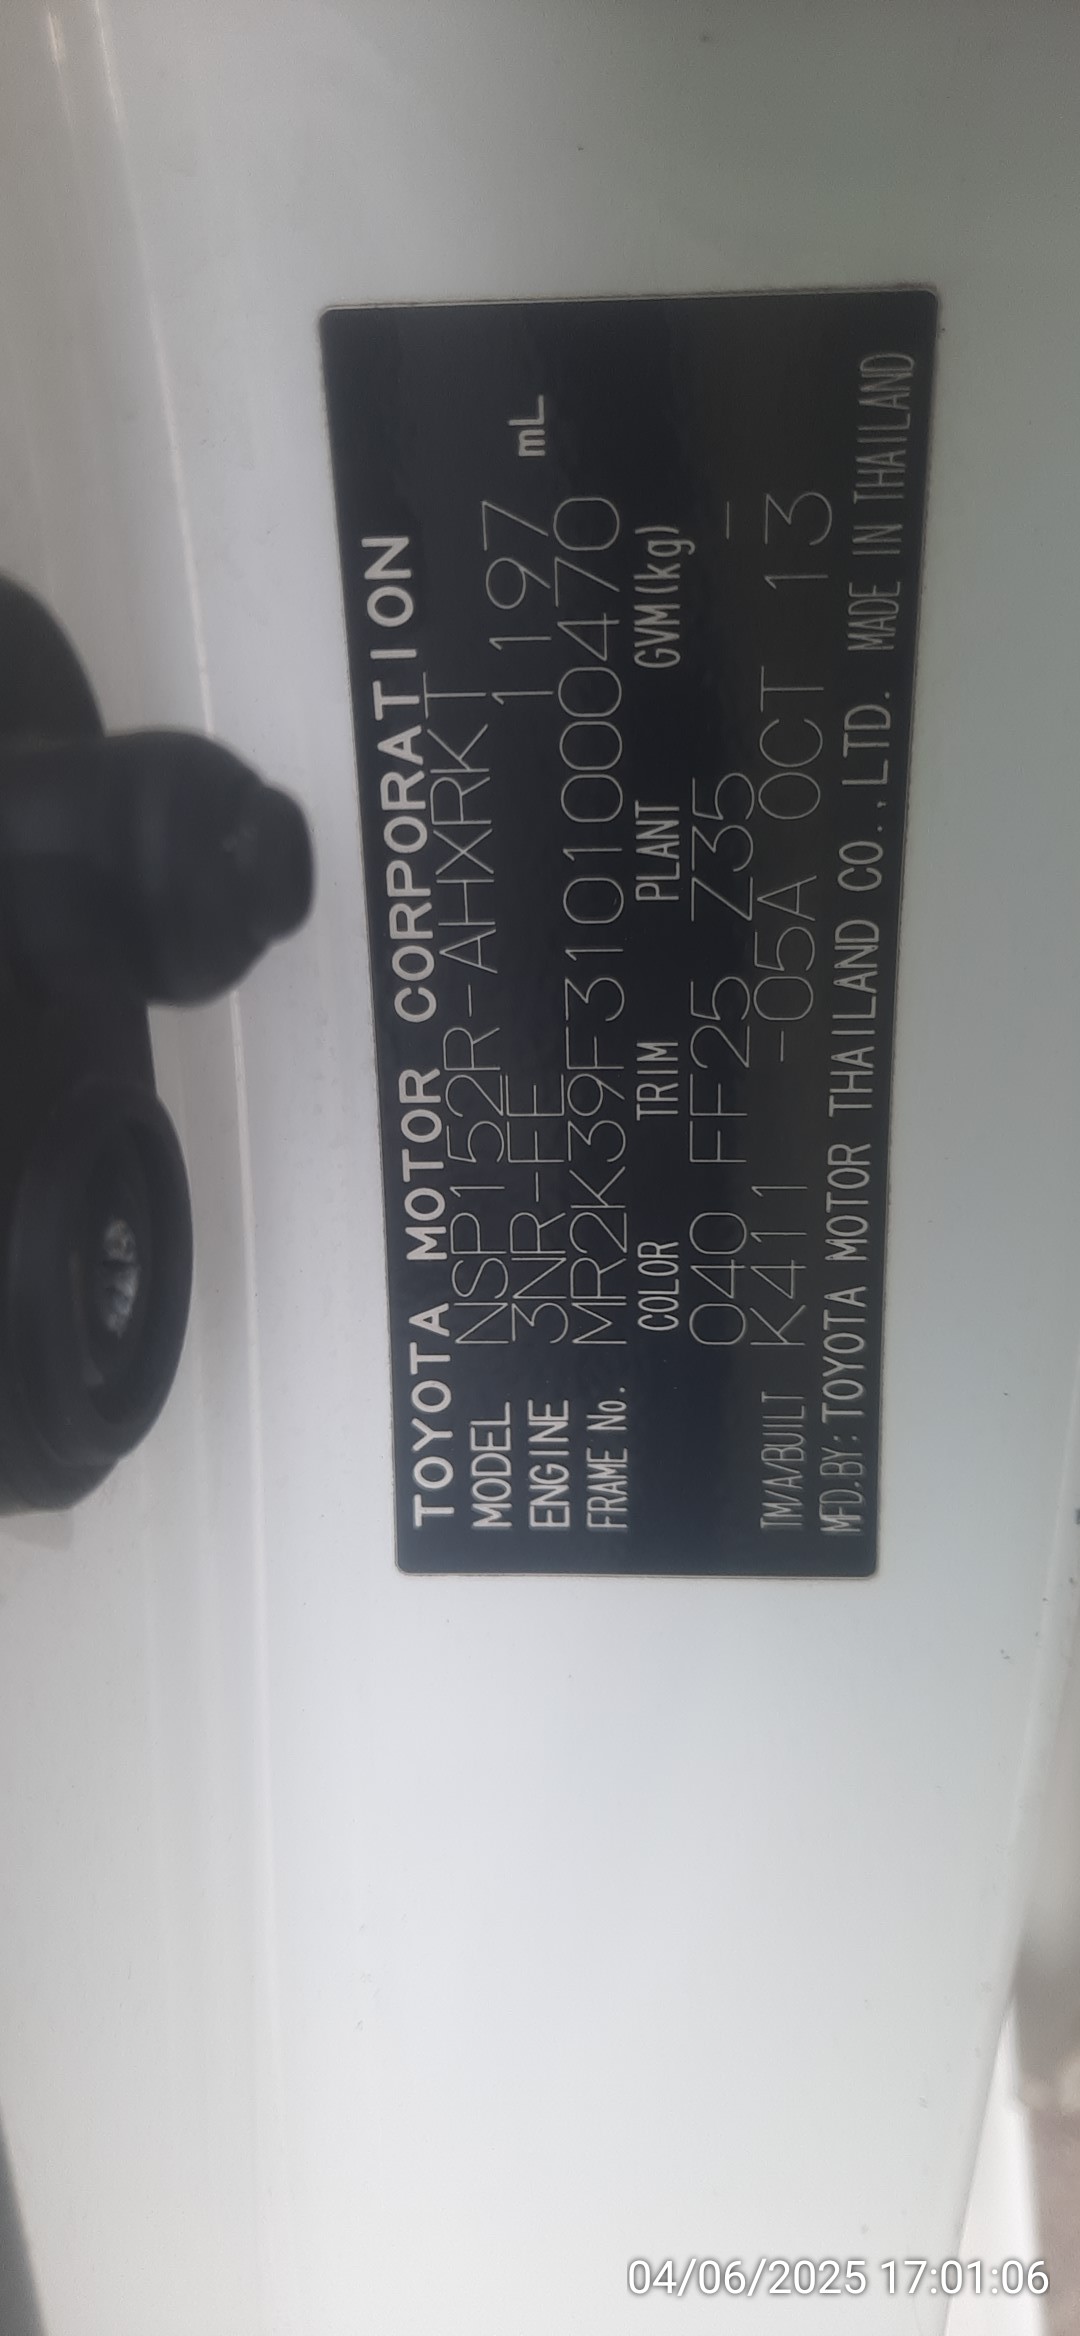 TOYOTA MOTOR CORPORATION
MODEL NSP152R-AHXRKT
ENGINE 3NR-FE 1197 mL
FRAME No. MR2K39F3101000470
COLOR TRIM PLANT GVM(kg)
040 FF25 Z35 -
TM/A/BUILT K411 -05A OCT 13
MFD.BY:TOYOTA MOTOR THAILAND CO.,LTD. MADE IN THAILAND
04/06/2025 17:01:06